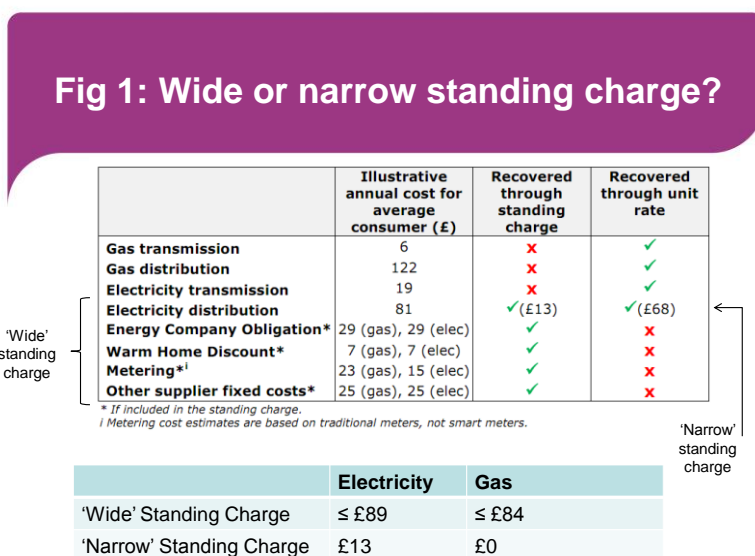 Fig 1: Wide or narrow standing charge?
Illustrative annual cost for average consumer (£)
Recovered through standing charge
Recovered through unit rate
Gas transmission 6 x ✓
Gas distribution 122 x ✓
Electricity transmission 19 x ✓
Electricity distribution 81 ✓(£13) ✓(£68)
Energy Company Obligation* 29 (gas), 29 (elec) ✓ x
Warm Home Discount* 7 (gas), 7 (elec) ✓ x
Metering*i 23 (gas), 15 (elec) ✓ x
Other supplier fixed costs* 25 (gas), 25 (elec) ✓ x
* If included in the standing charge.
i Metering cost estimates are based on traditional meters, not smart meters.
‘Wide’
standing
charge
‘Narrow’
standing
charge
Electricity Gas
‘Wide’ Standing Charge ≤ £89 ≤ £84
‘Narrow’ Standing Charge £13 £0